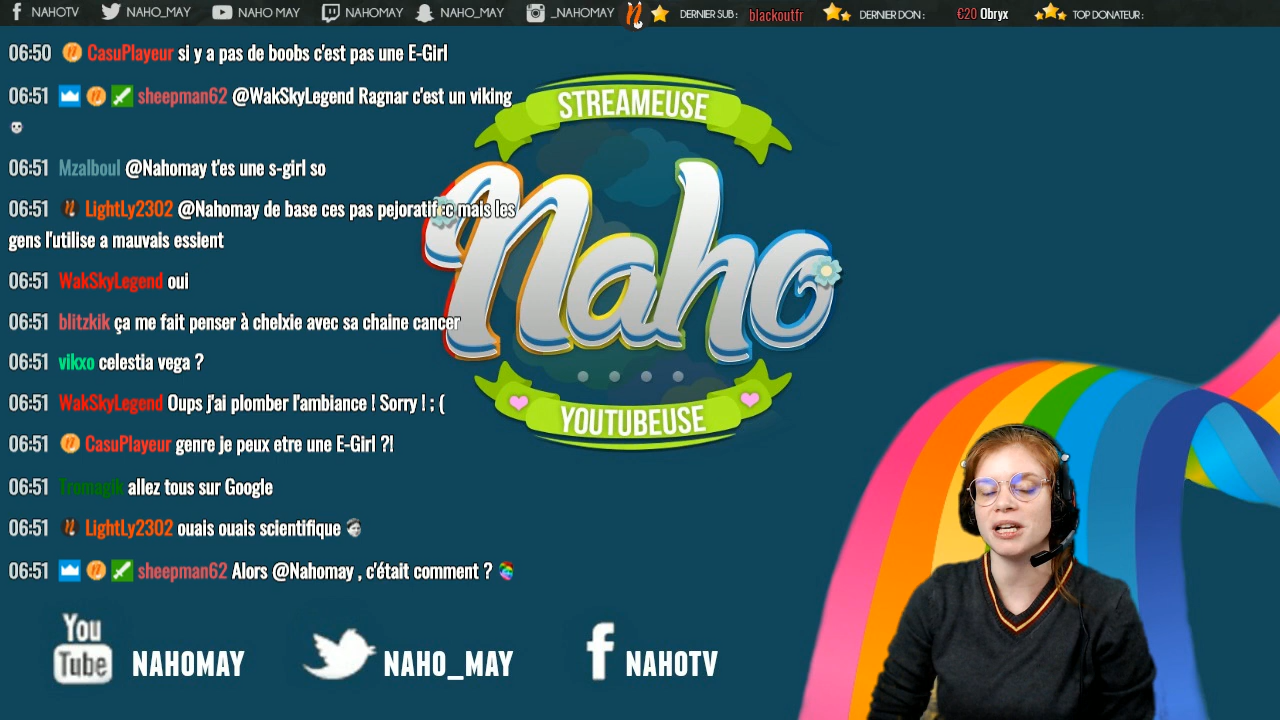 NAHOTV NAHO_MAY NAHO MAY NAHOMAY NAHO_MAY _NAHOMAY DERNIER SUB : blackoutfr DERNIER DON : €20 Obryx TOP DONATEUR :
06:50 CasuPlayeur si y a pas de boobs c'est pas une E-Girl
06:51 sheepman62 @WakSkyLegend Ragnar c'est un viking
06:51 Mzalboul @Nahomay t'es une s-girl so
06:51 LightLy2302 @Nahomay de base ces pas pejoratif :c mais les
gens l'utilise a mauvais essient
06:51 WakSkyLegend oui
06:51 blitzkik ça me fait penser à chelxie avec sa chaine cancer
06:51 vikxo celestia vega ?
06:51 WakSkyLegend Oups j'ai plomber l'ambiance ! Sorry ! ; (
06:51 CasuPlayeur genre je peux etre une E-Girl ?!
06:51 Tromagik allez tous sur Google
06:51 LightLy2302 ouais ouais scientifique
06:51 sheepman62 Alors @Nahomay , c'était comment ?
STREAMEUSE
Naho
YOUTUBEUSE
You
Tube
NAHOMAY NAHO_MAY NAHOTV